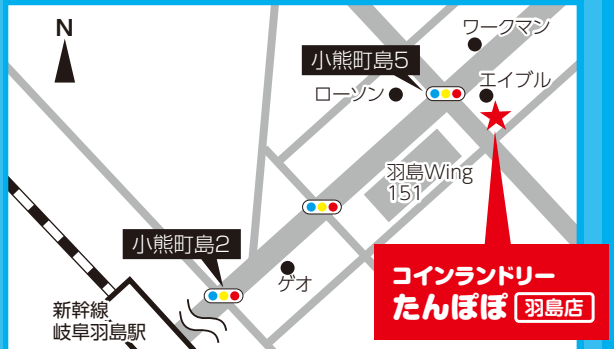 N
ワークマン
小熊町島5
エイブル
ローソン
羽島Wing
151
小熊町島2
ゲオ
新幹線
岐阜羽島駅
コインランドリー
たんぽぽ 羽島店